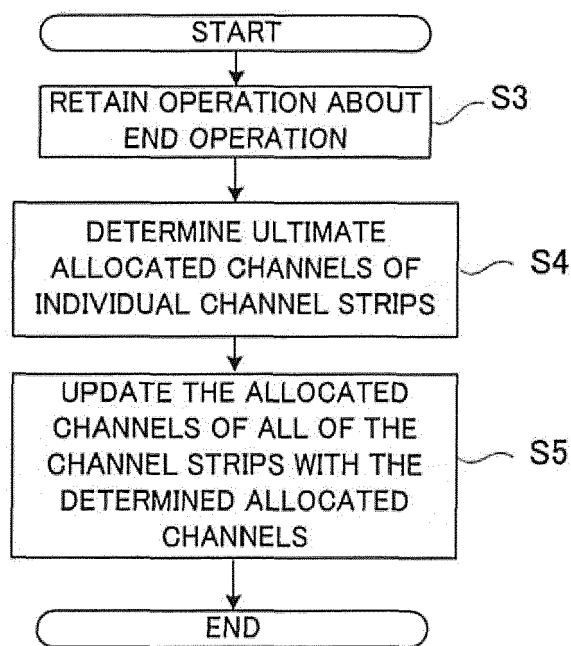 START
RETAIN OPERATION ABOUT
END OPERATION
S3
DETERMINE ULTIMATE
ALLOCATED CHANNELS OF
INDIVIDUAL CHANNEL STRIPS
S4
UPDATE THE ALLOCATED
CHANNELS OF ALL OF THE
CHANNEL STRIPS WITH THE
DETERMINED ALLOCATED
CHANNELS
S5
END